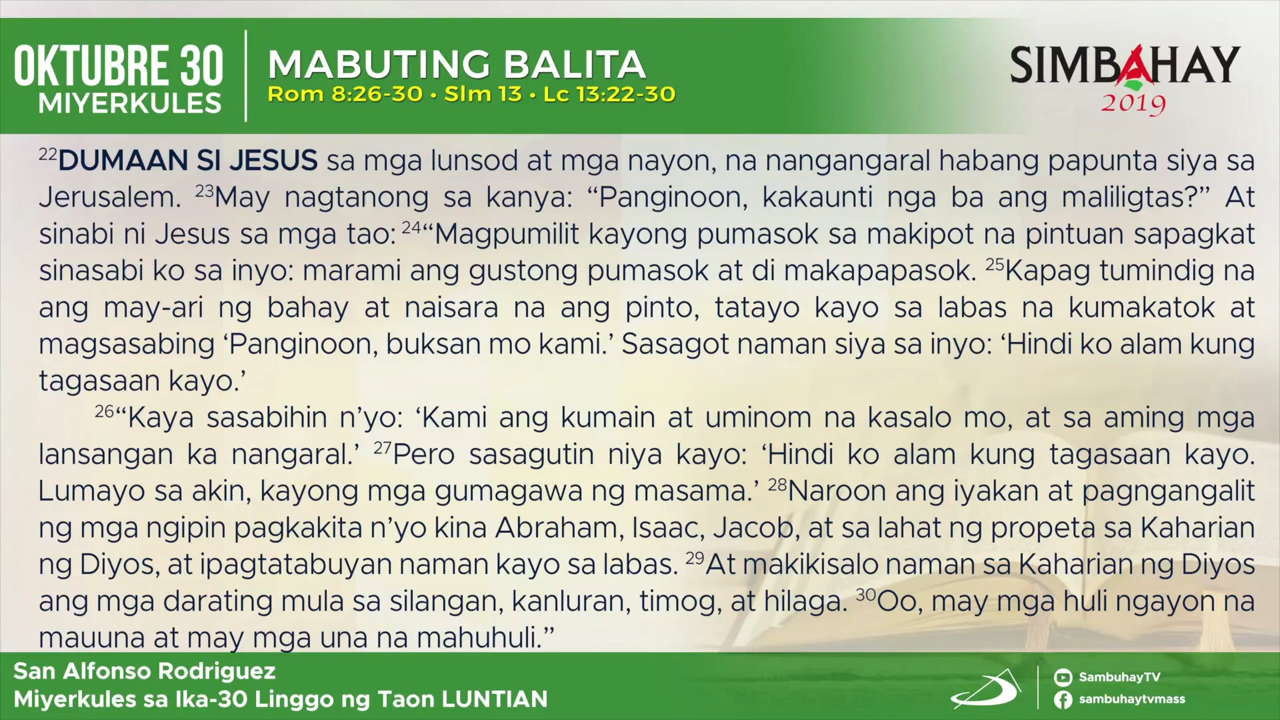 OKTUBRE 30
MIYERKULES
MABUTING BALITA
Rom 8:26-30 • Slm 13 • Lc 13:22-30
SIMBAHAY
2019
²²DUMAAN SI JESUS sa mga lunsod at mga nayon, na nangangaral habang papunta siya sa
Jerusalem. ²³May nagtanong sa kanya: “Panginoon, kakaunti nga ba ang maliligtas?” At
sinabi ni Jesus sa mga tao: ²⁴“Magpumilit kayong pumasok sa makipot na pintuan sapagkat
sinasabi ko sa inyo: marami ang gustong pumasok at di makapapasok. ²⁵Kapag tumindig na
ang may-ari ng bahay at naisara na ang pinto, tatayo kayo sa labas na kumakatok at
magsasabing ‘Panginoon, buksan mo kami.’ Sasagot naman siya sa inyo: ‘Hindi ko alam kung
tagasaan kayo.’
²⁶“Kaya sasabihin n’yo: ‘Kami ang kumain at uminom na kasalo mo, at sa aming mga
lansangan ka nangaral.’ ²⁷Pero sasagutin niya kayo: ‘Hindi ko alam kung tagasaan kayo.
Lumayo sa akin, kayong mga gumagawa ng masama.’ ²⁸Naroon ang iyakan at pagngangalit
ng mga ngipin pagkakita n’yo kina Abraham, Isaac, Jacob, at sa lahat ng propeta sa Kaharian
ng Diyos, at ipagtatabuyan naman kayo sa labas. ²⁹At makikisalo naman sa Kaharian ng Diyos
ang mga darating mula sa silangan, kanluran, timog, at hilaga. ³⁰Oo, may mga huli ngayon na
mauuna at may mga una na mahuhuli.”
San Alfonso Rodriguez
Miyerkules sa Ika-30 Linggo ng Taon LUNTIAN
SambuhayTV
sambuhaytvmass